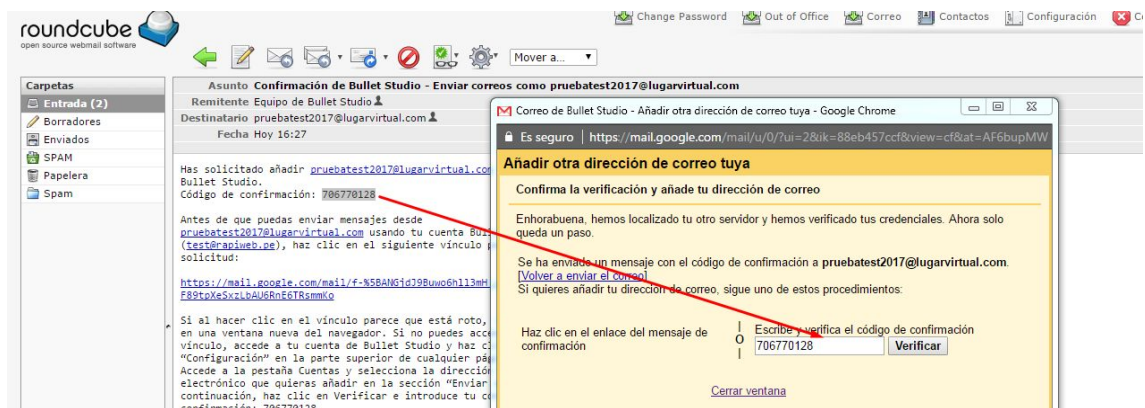 roundcube
open source webmail software
Change Password Out of Office Correo Contactos Configuración
Mover a...
Carpetas
Entrada (2)
Borradores
Enviados
SPAM
Papelera
Spam
Asunto Confirmación de Bullet Studio - Enviar correos como pruebatest2017@lugarvirtual.com
Remitente Equipo de Bullet Studio
Destinatario pruebatest2017@lugarvirtual.com
Fecha Hoy 16:27
Has solicitado añadir pruebatest2017@lugarvirtual.com
Bullet Studio.
Código de confirmación: 706770128
Antes de que puedas enviar mensajes desde
pruebatest2017@lugarvirtual.com usando tu cuenta
(test@rapiweb.pe), haz clic en el siguiente vínculo
solicitud:
https://mail.google.com/mail/f-%5BANGjdJ9Buwo6h1l3mH
F89tpXeSxzLbAU6RnE6TRsmmKo
Si al hacer clic en el vínculo parece que está roto,
en una ventana nueva del navegador. Si no puedes
vínculo, accede a tu cuenta de Bullet Studio y haz
"Configuración" en la parte superior de cualquier
Accede a la pestaña Cuentas y selecciona la dirección
electrónico que quieras añadir en la sección "Enviar
continuación, haz clic en Verificar e introduce tu
confirmación: 706770128
Correo de Bullet Studio - Añadir otra dirección de correo tuya - Google Chrome
Es seguro | https://mail.google.com/mail/u/0/?ui=2&ik=88eb457ccf&view=cf&at=AF6bupMW
Añadir otra dirección de correo tuya
Confirma la verificación y añade tu dirección de correo
Enhorabuena, hemos localizado tu otro servidor y hemos verificado tus credenciales. Ahora solo
queda un paso.
Se ha enviado un mensaje con el código de confirmación a pruebatest2017@lugarvirtual.com.
[Volver a enviar el correo]
Si quieres añadir tu dirección de correo, sigue uno de estos procedimientos:
Haz clic en el enlace del mensaje de
confirmación
O
Escribe y verifica el código de confirmación
706770128 Verificar
Cerrar ventana